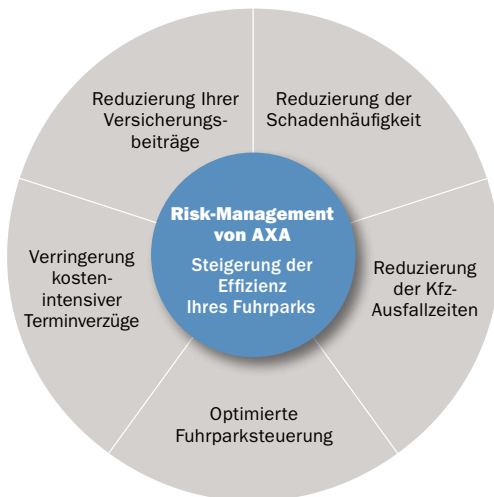 Reduzierung Ihrer
Versicherungs-
beiträge
Reduzierung der
Schadenhäufigkeit
Risk-Management
von AXA
Steigerung der
Effizienz
Ihres Fuhrparks
Verringerung
kosten-
intensiver
Terminverzüge
Reduzierung
der Kfz-
Ausfallzeiten
Optimierte
Fuhrparksteuerung